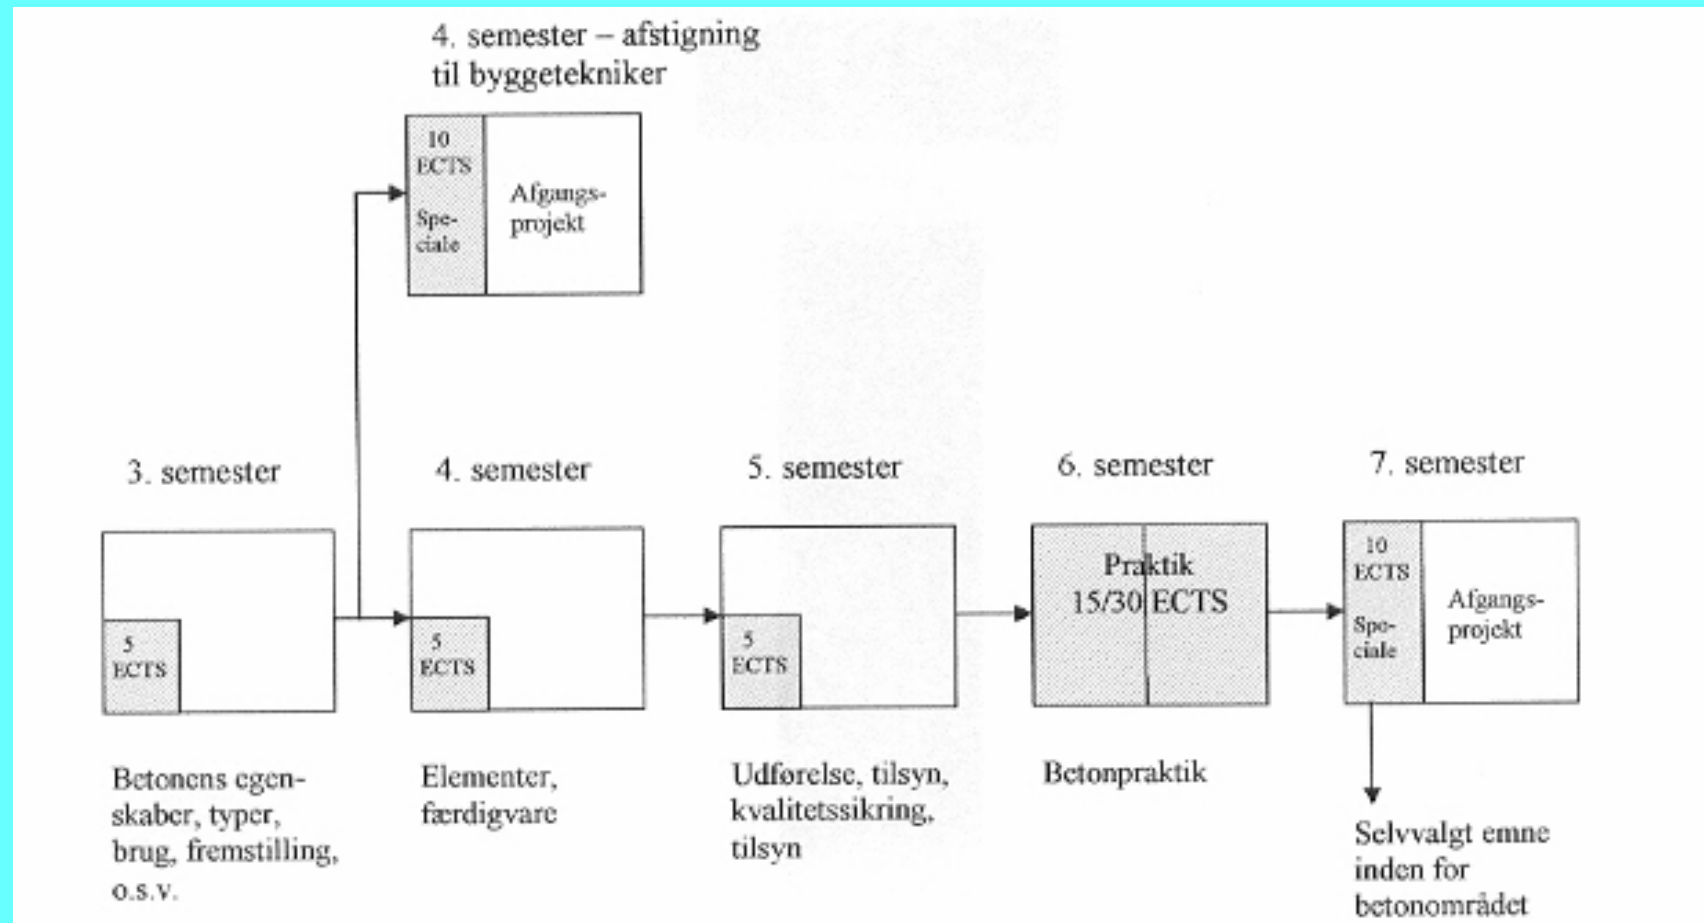 4. semester – afstigning
til byggetekniker
10
ECTS
Spe-
ciale
Afgangs-
projekt
3. semester
4. semester
5. semester
6. semester
7. semester
5
ECTS
5
ECTS
5
ECTS
Praktik
15/30 ECTS
10
ECTS
Spe-
ciale
Afgangs-
projekt
Betonens egen-
skaber, typer,
brug, fremstilling,
o.s.v.
Elementer,
færdigvare
Udførelse, tilsyn,
kvalitetssikring,
tilsyn
Betonpraktik
Selvvalgt emne
inden for
betonområdet